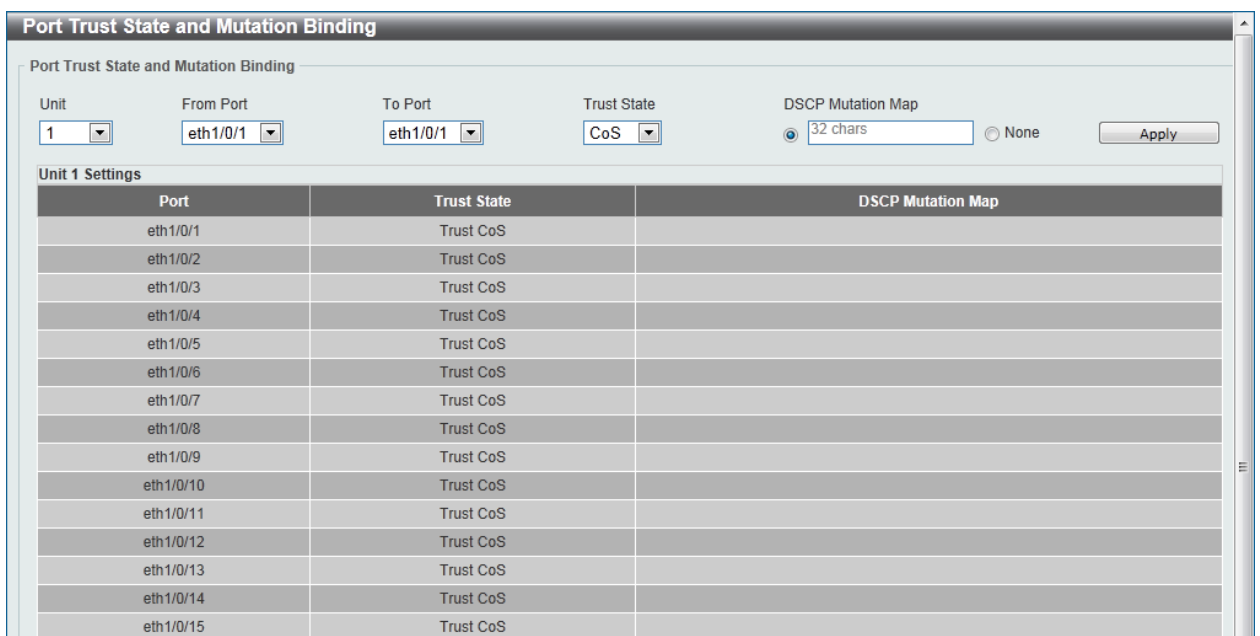 Port Trust State and Mutation Binding
Port Trust State and Mutation Binding
Unit From Port To Port Trust State DSCP Mutation Map
1 eth1/0/1 eth1/0/1 CoS 32 chars None Apply
Unit 1 Settings
Port Trust State DSCP Mutation Map
eth1/0/1 Trust CoS
eth1/0/2 Trust CoS
eth1/0/3 Trust CoS
eth1/0/4 Trust CoS
eth1/0/5 Trust CoS
eth1/0/6 Trust CoS
eth1/0/7 Trust CoS
eth1/0/8 Trust CoS
eth1/0/9 Trust CoS
eth1/0/10 Trust CoS
eth1/0/11 Trust CoS
eth1/0/12 Trust CoS
eth1/0/13 Trust CoS
eth1/0/14 Trust CoS
eth1/0/15 Trust CoS